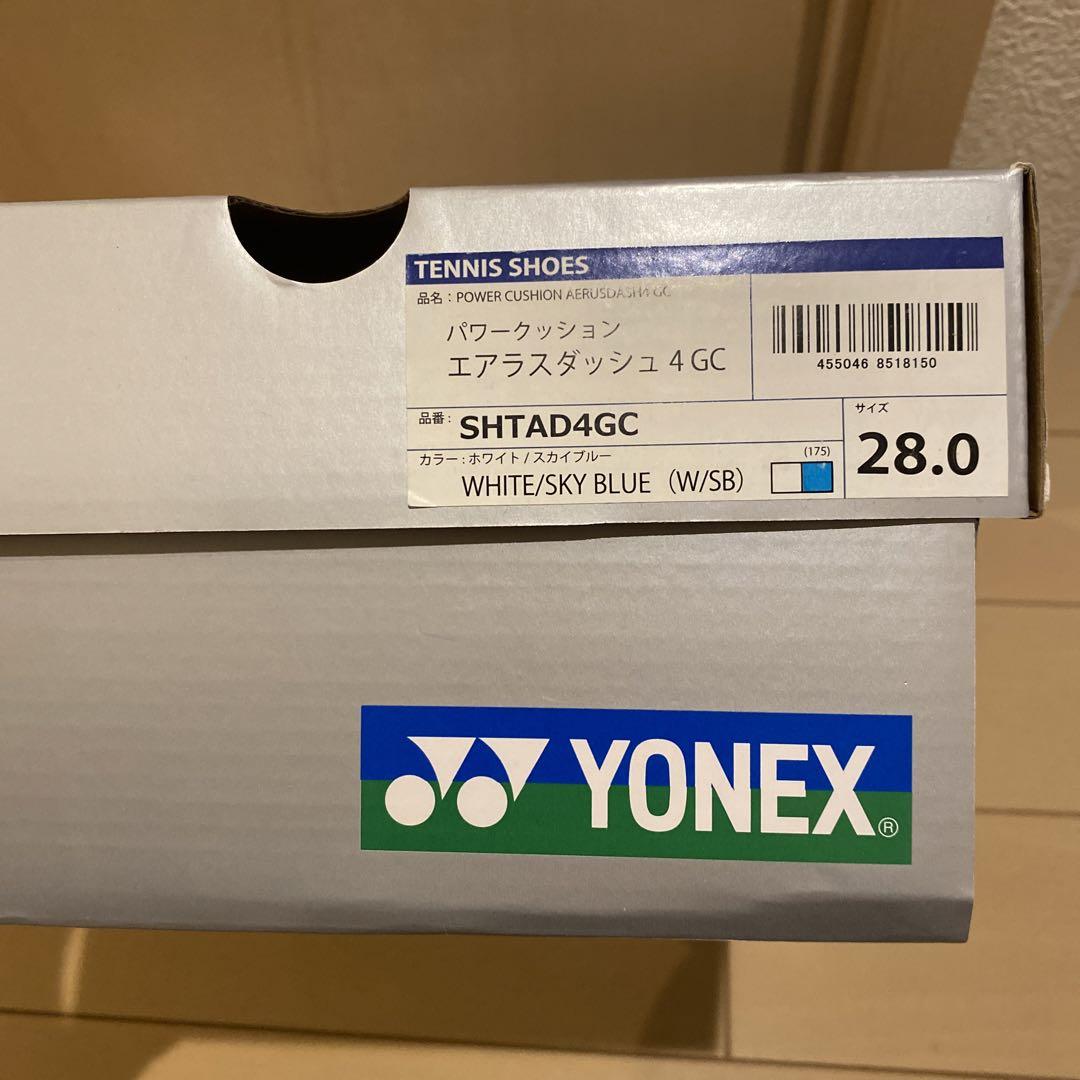 TENNIS SHOES
品名：POWER CUSHION AERUSDASH4 GC
パワークッション
エアラスダッシュ 4 GC
455046 8518150
品番：
SHTAD4GC
カラー：ホワイト / スカイブルー
(175)
WHITE/SKY BLUE（W/SB）
サイズ
28.0
YONEX®